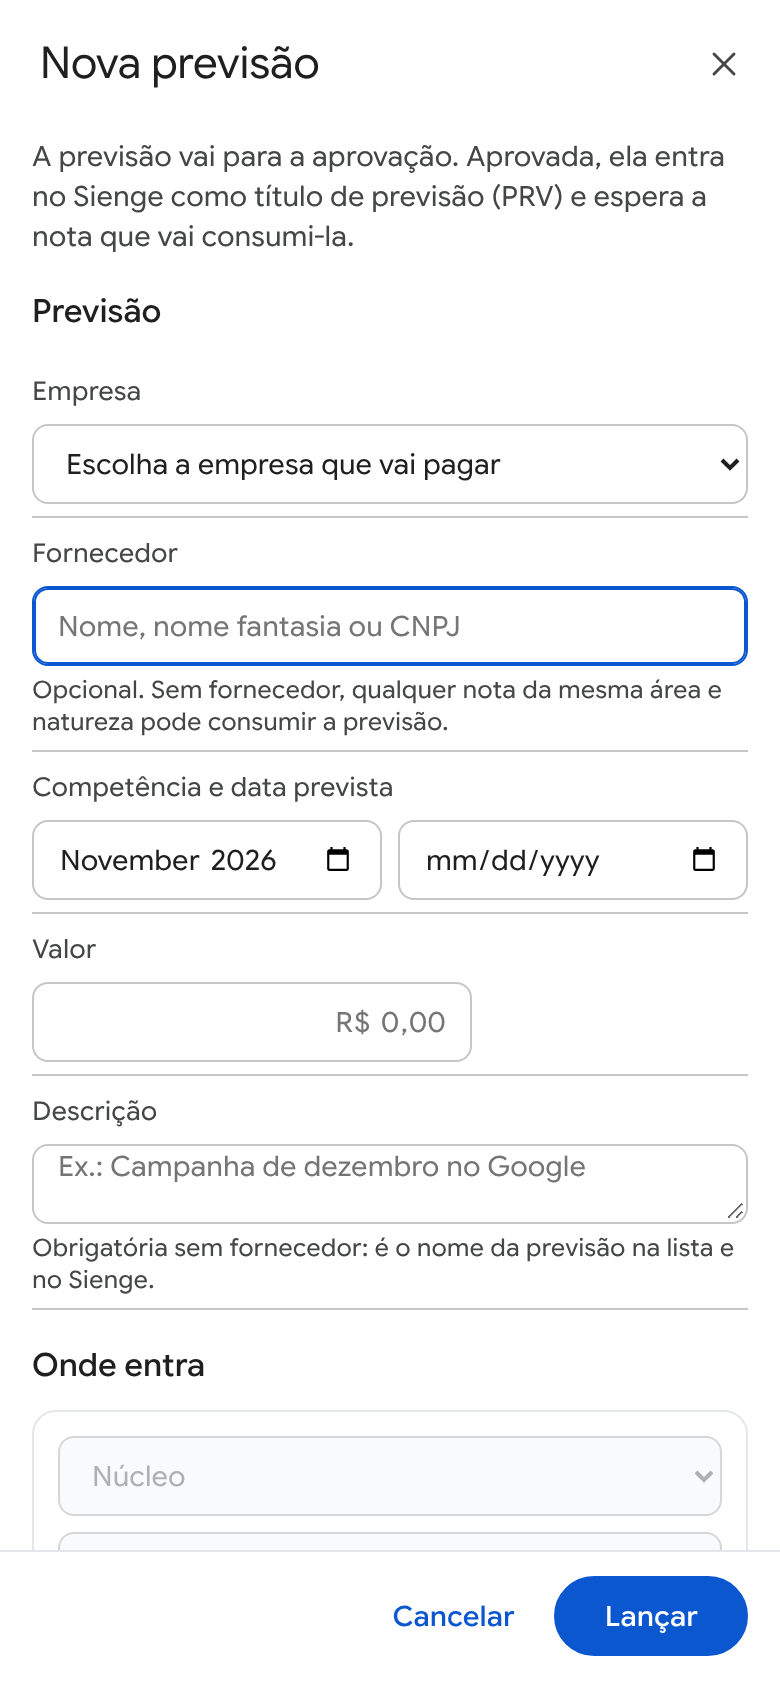 Nova previsão
A previsão vai para a aprovação. Aprovada, ela entra
no Sienge como título de previsão (PRV) e espera a
nota que vai consumi-la.
Previsão
Empresa
Escolha a empresa que vai pagar
Fornecedor
Nome, nome fantasia ou CNPJ
Opcional. Sem fornecedor, qualquer nota da mesma área e
natureza pode consumir a previsão.
Competência e data prevista
November 2026 mm/dd/yyyy
Valor
R$ 0,00
Descrição
Ex.: Campanha de dezembro no Google
Obrigatória sem fornecedor: é o nome da previsão na lista e
no Sienge.
Onde entra
Núcleo
Cancelar Lançar